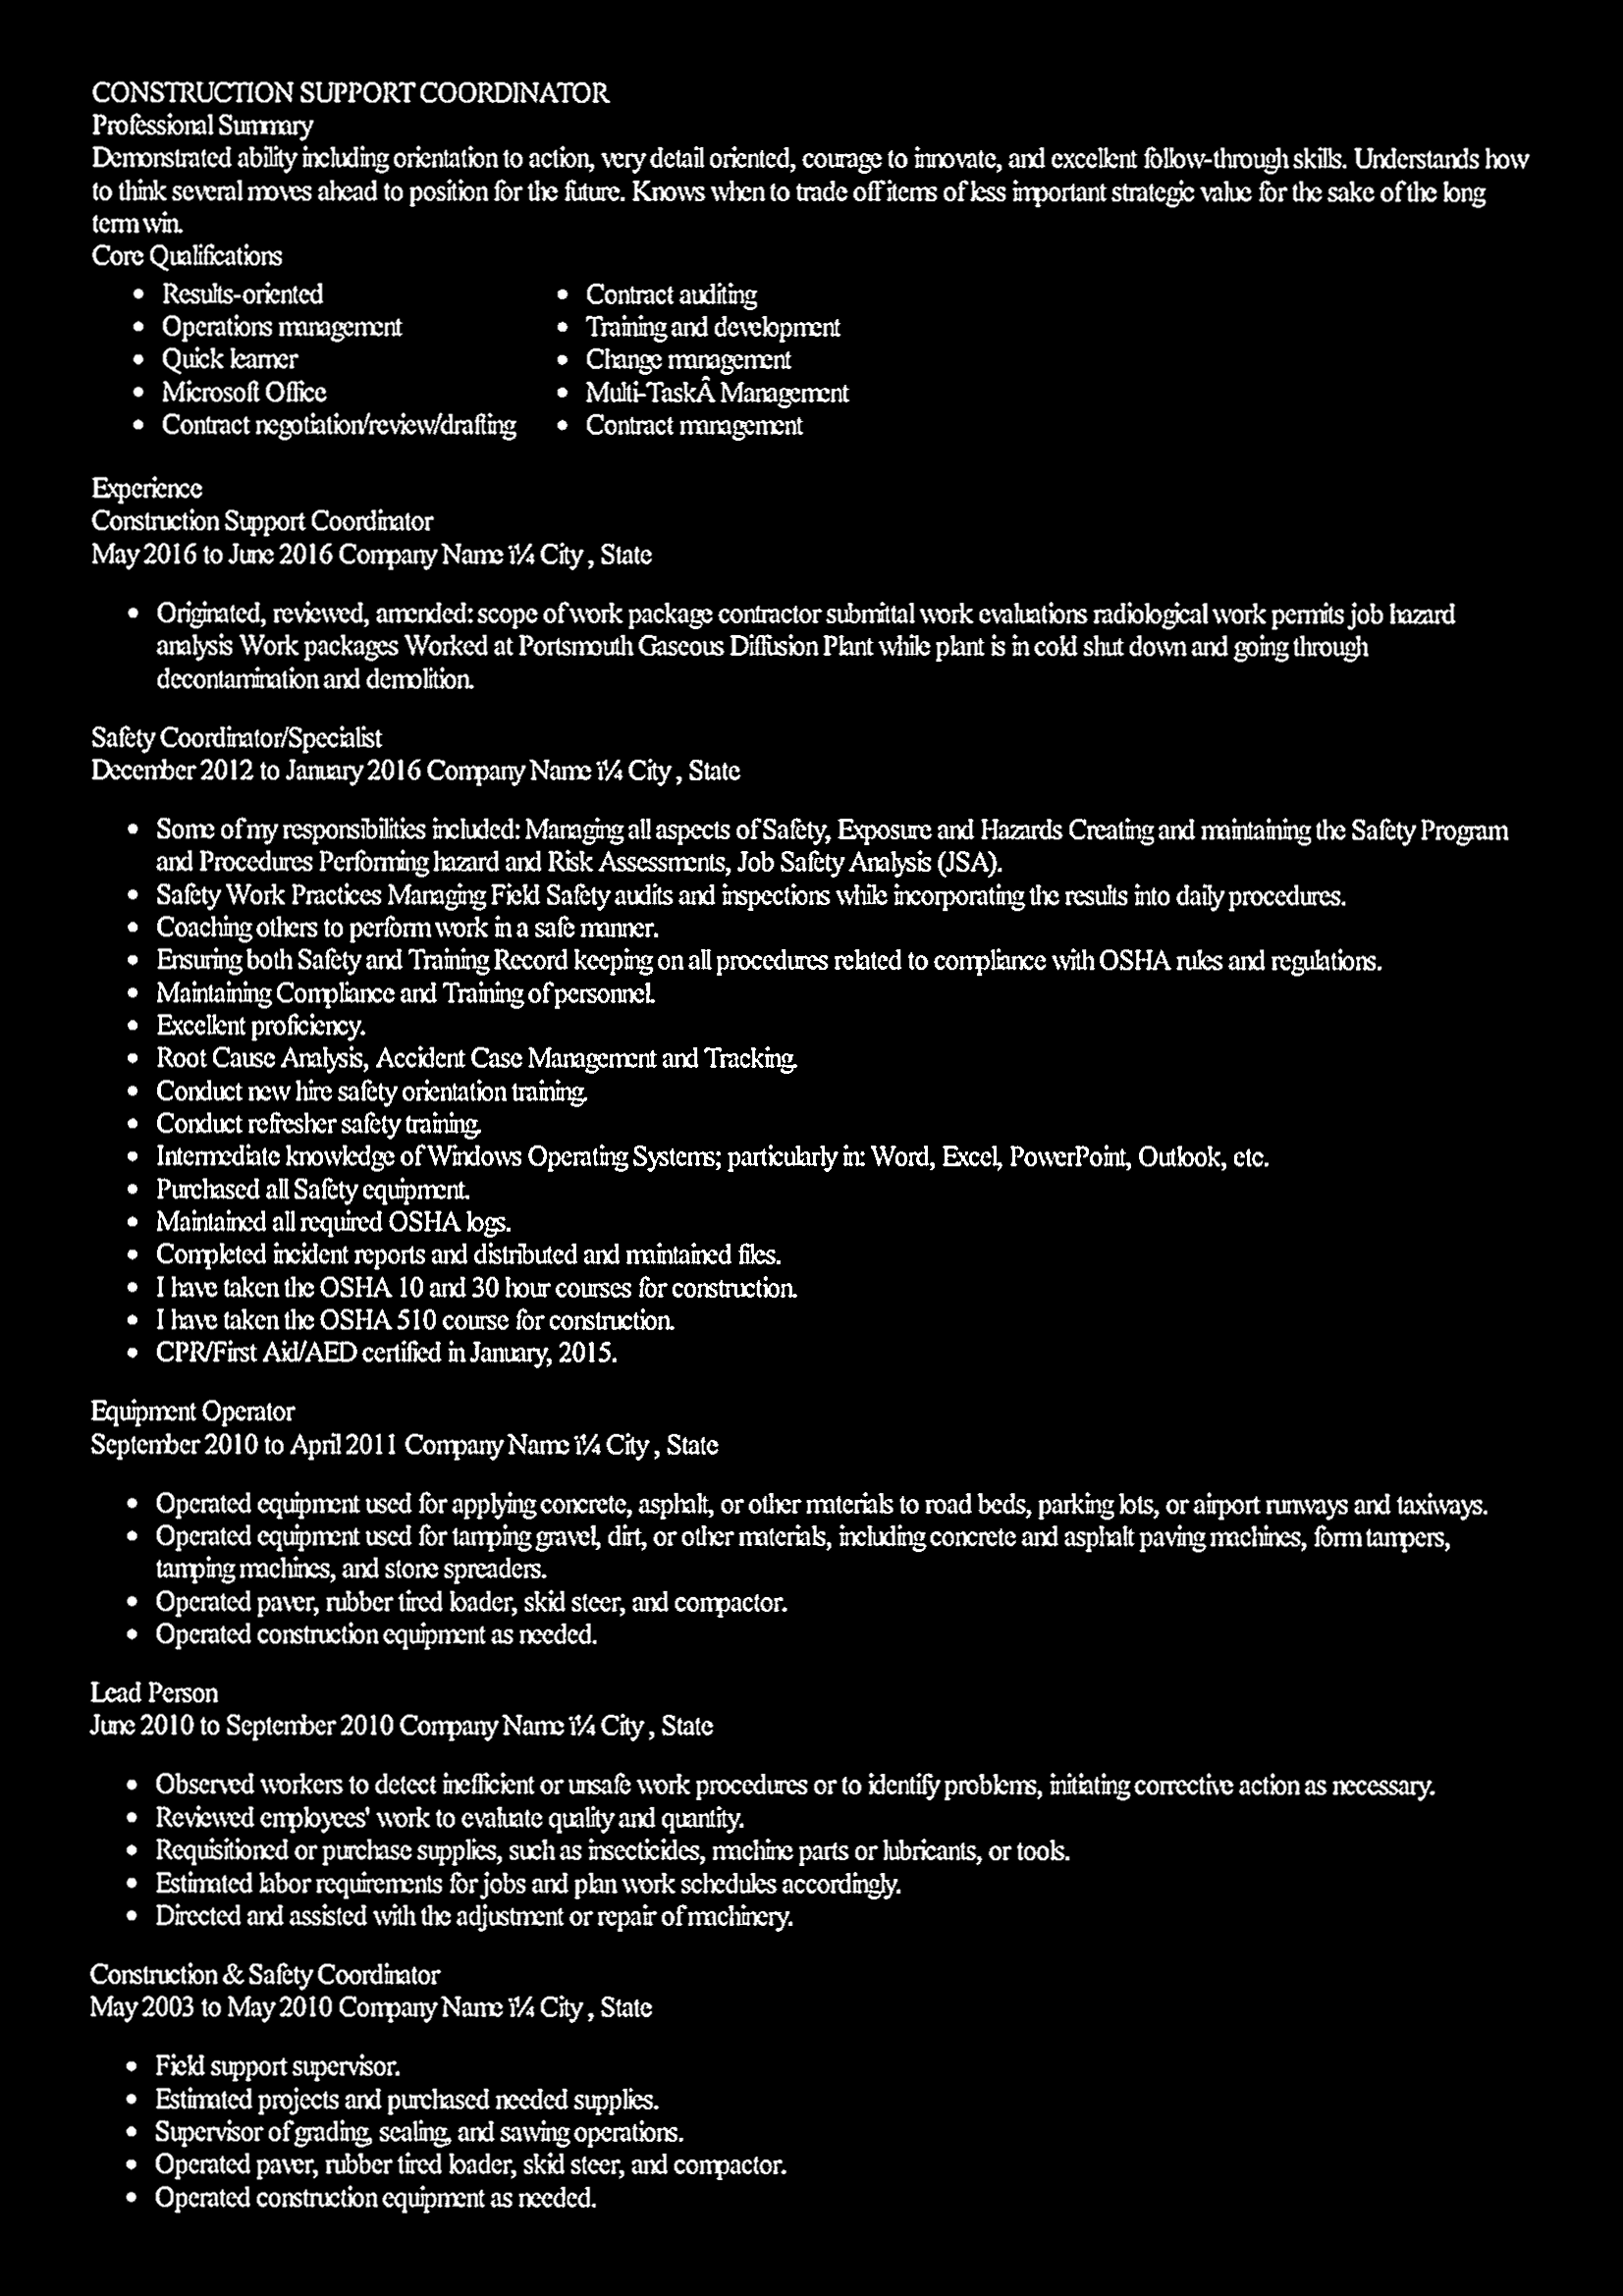 CONSTRUCTION SUPPORT COORDINATOR
Professional Summary
Demonstrated ability including orientation to action, very detail oriented, courage to innovate, and excellent follow-through skills. Understands how
to think several moves ahead to position for the future. Knows when to trade off items of less important strategic value for the sake of the long
term win.
Core Qualifications
• Results-oriented
• Operations management
• Quick learner
• Microsoft Office
• Contract negotiation/review/drafting
• Contract auditing
• Training and development
• Change management
• Multi-TaskÂ Management
• Contract management
Experience
Construction Support Coordinator
May 2016 to June 2016 Company Name ï¼ City , State
• Originated, reviewed, amended: scope of work package contractor submittal work evaluations radiological work permits job hazard
analysis Work packages Worked at Portsmouth Gaseous Diffusion Plant while plant is in cold shut down and going through
decontamination and demolition.
Safety Coordinator/Specialist
December 2012 to January 2016 Company Name ï¼ City , State
• Some of my responsibilities included: Managing all aspects of Safety, Exposure and Hazards Creating and maintaining the Safety Program
and Procedures Performing hazard and Risk Assessments, Job Safety Analysis (JSA).
• Safety Work Practices Managing Field Safety audits and inspections while incorporating the results into daily procedures.
• Coaching others to perform work in a safe manner.
• Ensuring both Safety and Training Record keeping on all procedures related to compliance with OSHA rules and regulations.
• Maintaining Compliance and Training of personnel.
• Excellent proficiency.
• Root Cause Analysis, Accident Case Management and Tracking.
• Conduct new hire safety orientation training.
• Conduct refresher safety training.
• Intermediate knowledge of Windows Operating Systems; particularly in: Word, Excel, PowerPoint, Outlook, etc.
• Purchased all Safety equipment.
• Maintained all required OSHA logs.
• Completed incident reports and distributed and maintained files.
• I have taken the OSHA 10 and 30 hour courses for construction.
• I have taken the OSHA 510 course for construction.
• CPR/First Aid/AED certified in January, 2015.
Equipment Operator
September 2010 to April 2011 Company Name ï¼ City , State
• Operated equipment used for applying concrete, asphalt, or other materials to road beds, parking lots, or airport runways and taxiways.
• Operated equipment used for tamping gravel, dirt, or other materials, including concrete and asphalt paving machines, form tampers,
tamping machines, and stone spreaders.
• Operated paver, rubber tired loader, skid steer, and compactor.
• Operated construction equipment as needed.
Lead Person
June 2010 to September 2010 Company Name ï¼ City , State
• Observed workers to detect inefficient or unsafe work procedures or to identify problems, initiating corrective action as necessary.
• Reviewed employees' work to evaluate quality and quantity.
• Requisitioned or purchase supplies, such as insecticides, machine parts or lubricants, or tools.
• Estimated labor requirements for jobs and plan work schedules accordingly.
• Directed and assisted with the adjustment or repair of machinery.
Construction & Safety Coordinator
May 2003 to May 2010 Company Name ï¼ City , State
• Field support supervisor.
• Estimated projects and purchased needed supplies.
• Supervisor of grading, sealing, and sawing operations.
• Operated paver, rubber tired loader, skid steer, and compactor.
• Operated construction equipment as needed.